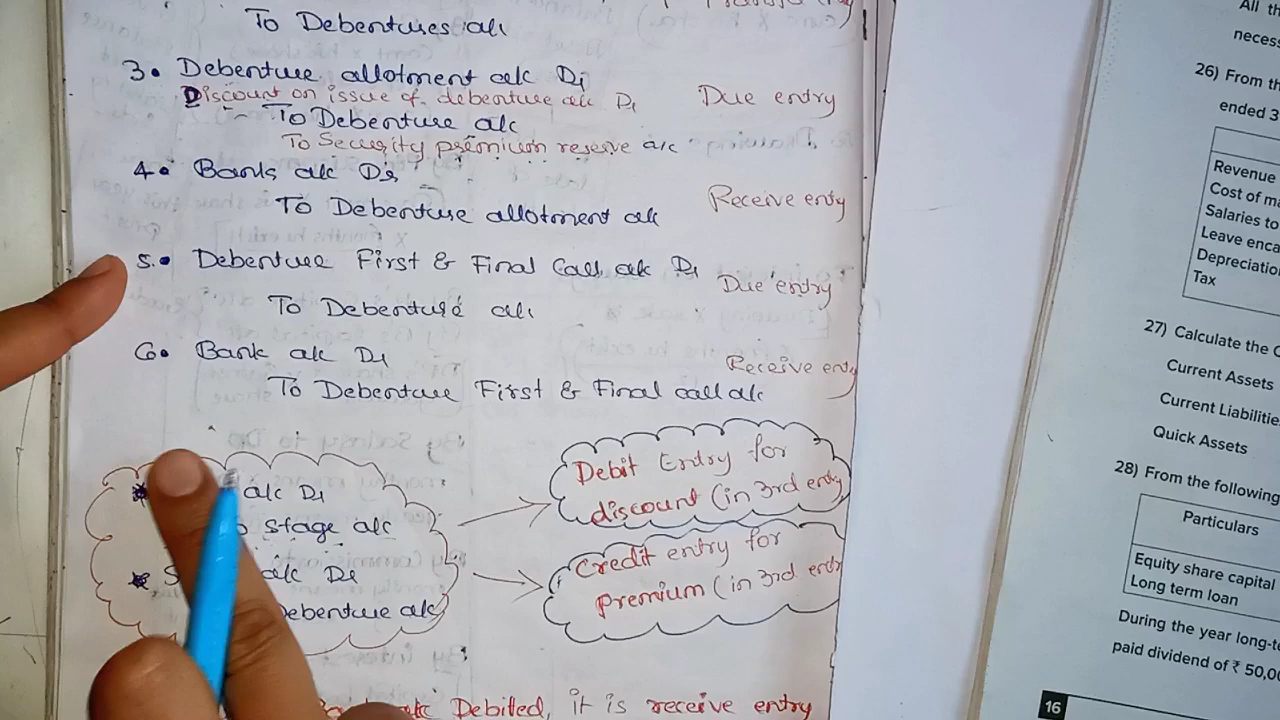 To Debentures a/c
3. Debenture allotment a/c Dr
Discount on issue of debenture a/c Dr Due entry
To Debenture a/c
To Security premium reserve a/c
4. Bank a/c Dr
To Debenture allotment a/c Receive entry
5. Debenture First & Final Call a/c Dr
Due entry
To Debenture a/c
6. Bank a/c Dr
Receive entry
To Debenture First & Final call a/c
a/c Dr
stage a/c
a/c Dr
Debenture a/c
Debit Entry for
discount (in 3rd entry
Credit entry for
premium (in 3rd entry
Debited, it is receive entry
All th
necess
26) From th
ended 3
Revenue
Cost of ma
Salaries to
Leave enca
Depreciation
Tax
27) Calculate the C
Current Assets
Current Liabilitie
Quick Assets
28) From the following
Particulars
Equity share capital
Long term loan
During the year long-te
paid dividend of ₹ 50,00
16